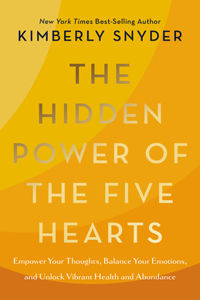 New York Times Best-Selling Author
KIMBERLY SNYDER
THE
HIDDEN
POWER OF
THE FIVE
HEARTS
Empower Your Thoughts, Balance Your Emotions,
and Unlock Vibrant Health and Abundance